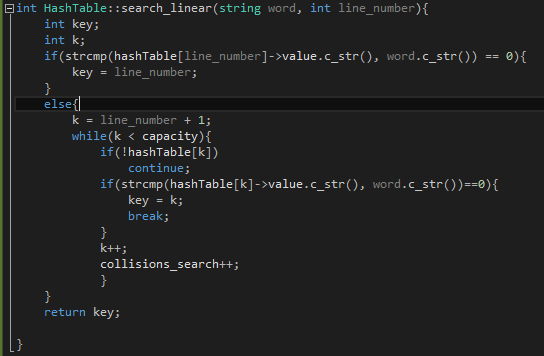 int HashTable::search_linear(string word, int line_number){
    int key;
    int k;
    if(strcmp(hashTable[line_number]->value.c_str(), word.c_str()) == 0){
        key = line_number;
    }
    else{
        k = line_number + 1;
        while(k < capacity){
            if(!hashTable[k])
                continue;
            if(strcmp(hashTable[k]->value.c_str(), word.c_str())==0){
                key = k;
                break;
            }
            k++;
            collisions_search++;
            }
    }
    return key;

}